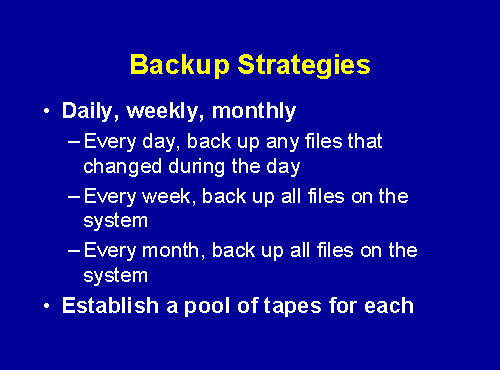 Backup Strategies
• Daily, weekly, monthly
– Every day, back up any files that
changed during the day
– Every week, back up all files on the
system
– Every month, back up all files on the
system
• Establish a pool of tapes for each